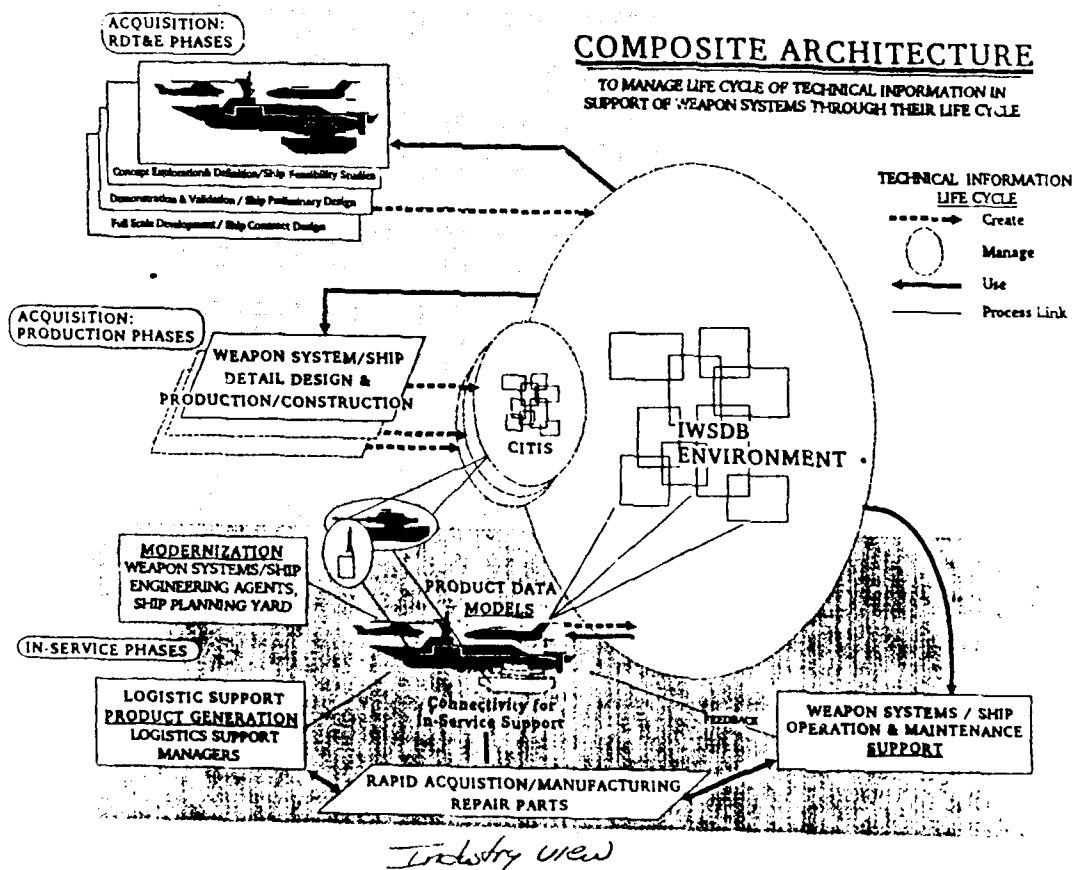 ACQUISITION:
RDT&E PHASES
COMPOSITE ARCHITECTURE
TO MANAGE LIFE CYCLE OF TECHNICAL INFORMATION IN
SUPPORT OF WEAPON SYSTEMS THROUGH THEIR LIFE CYCLE
Concept Exploration& Definition/Ship Feasibility Studies
Demonstration & Validation / Ship Preliminary Design
Full Scale Development / Ship Contract Design
TECHNICAL INFORMATION
LIFE CYCLE
Create
Manage
Use
Process Link
ACQUISITION:
PRODUCTION PHASES
WEAPON SYSTEM/SHIP
DETAIL DESIGN &
PRODUCTION/CONSTRUCTION
CITIS
IWSDB
ENVIRONMENT
MODERNIZATION
WEAPON SYSTEMS/SHIP
ENGINEERING AGENTS,
SHIP PLANNING YARD
PRODUCT DATA
MODELS
IN-SERVICE PHASES
LOGISTIC SUPPORT
PRODUCT GENERATION
LOGISTICS SUPPORT
MANAGERS
Connectivity for
In-Service Support
FEEDBACK
WEAPON SYSTEMS / SHIP
OPERATION & MAINTENANCE
SUPPORT
RAPID ACQUISTION/MANUFACTURING
REPAIR PARTS
Industry view